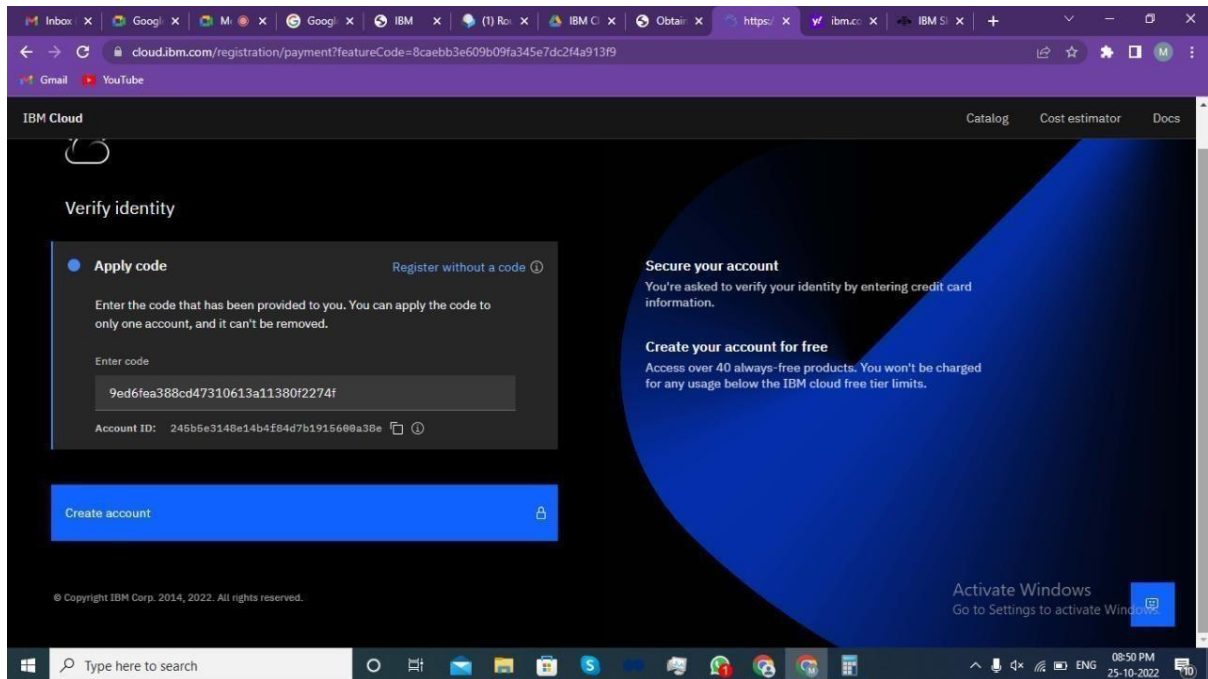 Inbox
Googl
M
Googl
IBM
(1) Ro
IBM C
Obtain
https:/
ibm.co
IBM S
cloud.ibm.com/registration/payment?featureCode=8caebb3e609b09fa345e7dc2f4a913f9
M
Gmail YouTube
IBM Cloud Catalog Cost estimator Docs
Verify identity
Apply code Register without a code
Enter the code that has been provided to you. You can apply the code to
only one account, and it can't be removed.
Enter code
9ed6fea388cd47310613a11380f2274f
Account ID: 245b5e3148e14b4f84d7b1915600a38e
Create account
Secure your account
You're asked to verify your identity by entering credit card
information.
Create your account for free
Access over 40 always-free products. You won't be charged
for any usage below the IBM cloud free tier limits.
© Copyright IBM Corp. 2014, 2022. All rights reserved.
Activate Windows
Go to Settings to activate Windows.
Type here to search
ENG
08:50 PM
25-10-2022